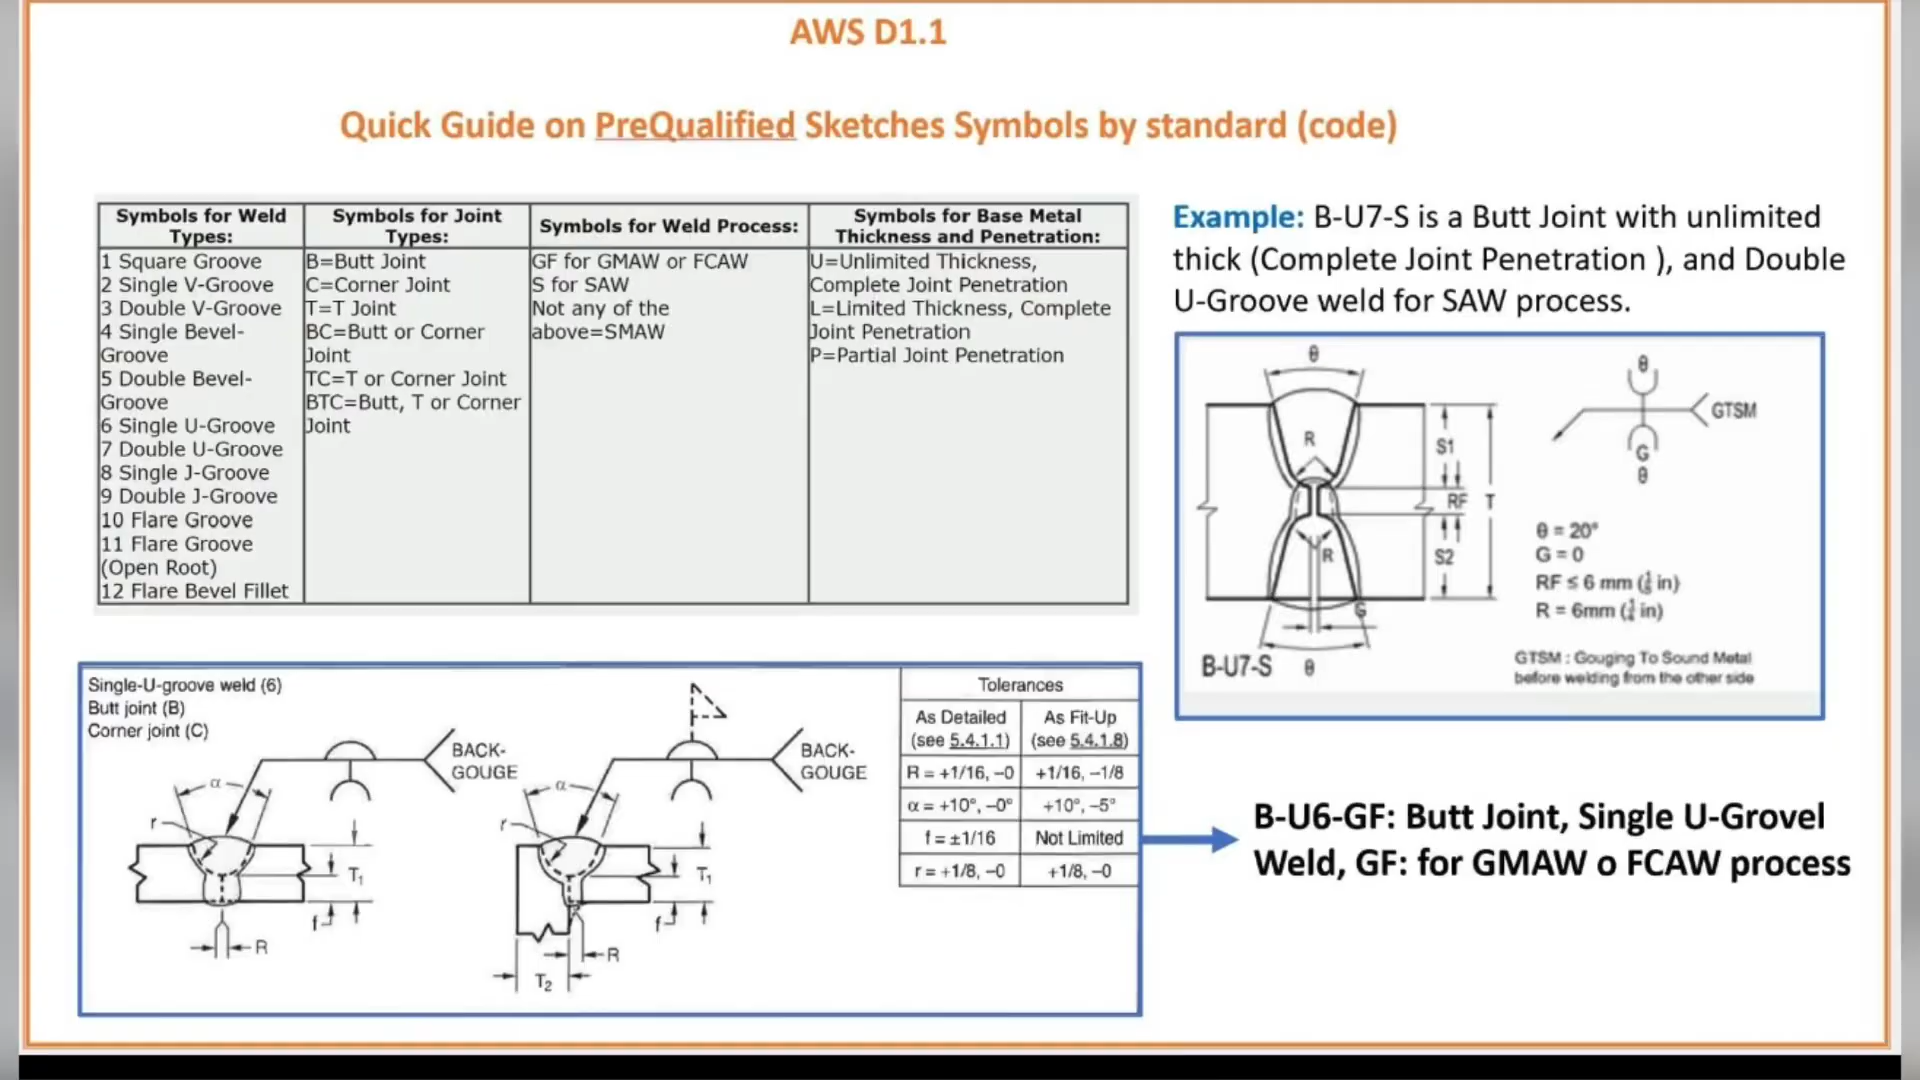 AWS D1.1
Quick Guide on PreQualified Sketches Symbols by standard (code)
Symbols for Weld Types:
1 Square Groove
2 Single V-Groove
3 Double V-Groove
4 Single Bevel-
Groove
5 Double Bevel-
Groove
6 Single U-Groove
7 Double U-Groove
8 Single J-Groove
9 Double J-Groove
10 Flare Groove
11 Flare Groove
(Open Root)
12 Flare Bevel Fillet
Symbols for Joint
Types:
B=Butt Joint
C=Corner Joint
T=T Joint
BC=Butt or Corner
Joint
TC=T or Corner Joint
BTC=Butt, T or Corner
Joint
Symbols for Weld Process:
GF for GMAW or FCAW
S for SAW
Not any of the
above=SMAW
Symbols for Base Metal
Thickness and Penetration:
U=Unlimited Thickness,
Complete Joint Penetration
L=Limited Thickness, Complete
Joint Penetration
P=Partial Joint Penetration
Example: B-U7-S is a Butt Joint with unlimited
thick (Complete Joint Penetration ), and Double
U-Groove weld for SAW process.
θ
R
S1
RF T
R
S2
G
B-U7-S θ
θ
GTSM
G
θ
θ = 20°
G = 0
RF ≤ 6 mm (¼ in)
R = 6mm (¼ in)
GTSM : Gouging To Sound Metal
before welding from the other side
Single-U-groove weld (6)
Butt joint (B)
Corner joint (C)
BACK-
GOUGE
α
r
T1
f
R
BACK-
GOUGE
α
r
T1
f
R
T2
Tolerances
As Detailed
(see 5.4.1.1)
As Fit-Up
(see 5.4.1.8)
R = +1/16, –0 +1/16, –1/8
α = +10°, –0° +10°, –5°
f = ±1/16 Not Limited
r = +1/8, –0 +1/8, –0
B-U6-GF: Butt Joint, Single U-Grovel
Weld, GF: for GMAW o FCAW process